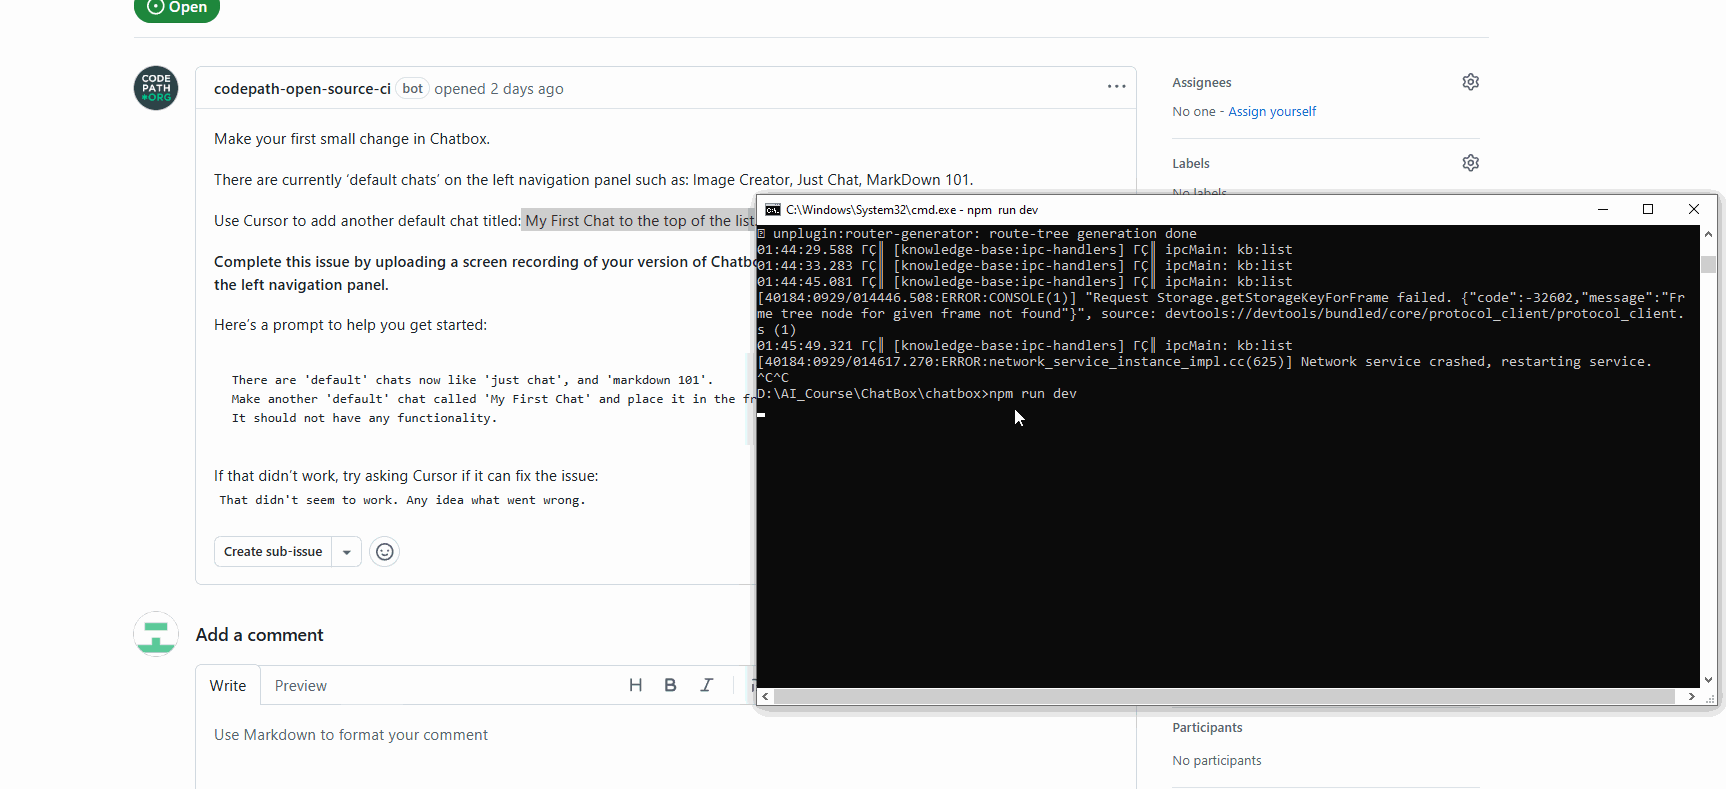 Open
CODE
PATH
*ORG
codepath-open-source-ci bot opened 2 days ago
Make your first small change in Chatbox.
There are currently ‘default chats’ on the left navigation panel such as: Image Creator, Just Chat, MarkDown 101.
Use Cursor to add another default chat titled: My First Chat to the top of the list
Complete this issue by uploading a screen recording of your version of Chatbo
the left navigation panel.
Here’s a prompt to help you get started:
There are 'default' chats now like 'just chat', and 'markdown 101'.
Make another 'default' chat called 'My First Chat' and place it in the fr
It should not have any functionality.
If that didn’t work, try asking Cursor if it can fix the issue:
That didn't seem to work. Any idea what went wrong.
Create sub-issue
Add a comment
Write
Preview
H B I
Use Markdown to format your comment
Assignees
No one - Assign yourself
Labels
No labels
C:\Windows\System32\cmd.exe - npm  run dev
unplugin:router-generator: route-tree generation done
01:44:29.588 ΓÇ║ [knowledge-base:ipc-handlers] ΓÇ║ ipcMain: kb:list
01:44:33.283 ΓÇ║ [knowledge-base:ipc-handlers] ΓÇ║ ipcMain: kb:list
01:44:45.081 ΓÇ║ [knowledge-base:ipc-handlers] ΓÇ║ ipcMain: kb:list
[40184:0929/014446.508:ERROR:CONSOLE(1)] "Request Storage.getStorageKeyForFrame failed. {"code":-32602,"message":"Fr
me tree node for given frame not found"}", source: devtools://devtools/bundled/core/protocol_client/protocol_client.
s (1)
01:45:49.321 ΓÇ║ [knowledge-base:ipc-handlers] ΓÇ║ ipcMain: kb:list
[40184:0929/014617.270:ERROR:network_service_instance_impl.cc(625)] Network service crashed, restarting service.
^C^C
D:\AI_Course\ChatBox\chatbox>npm run dev
Participants
No participants